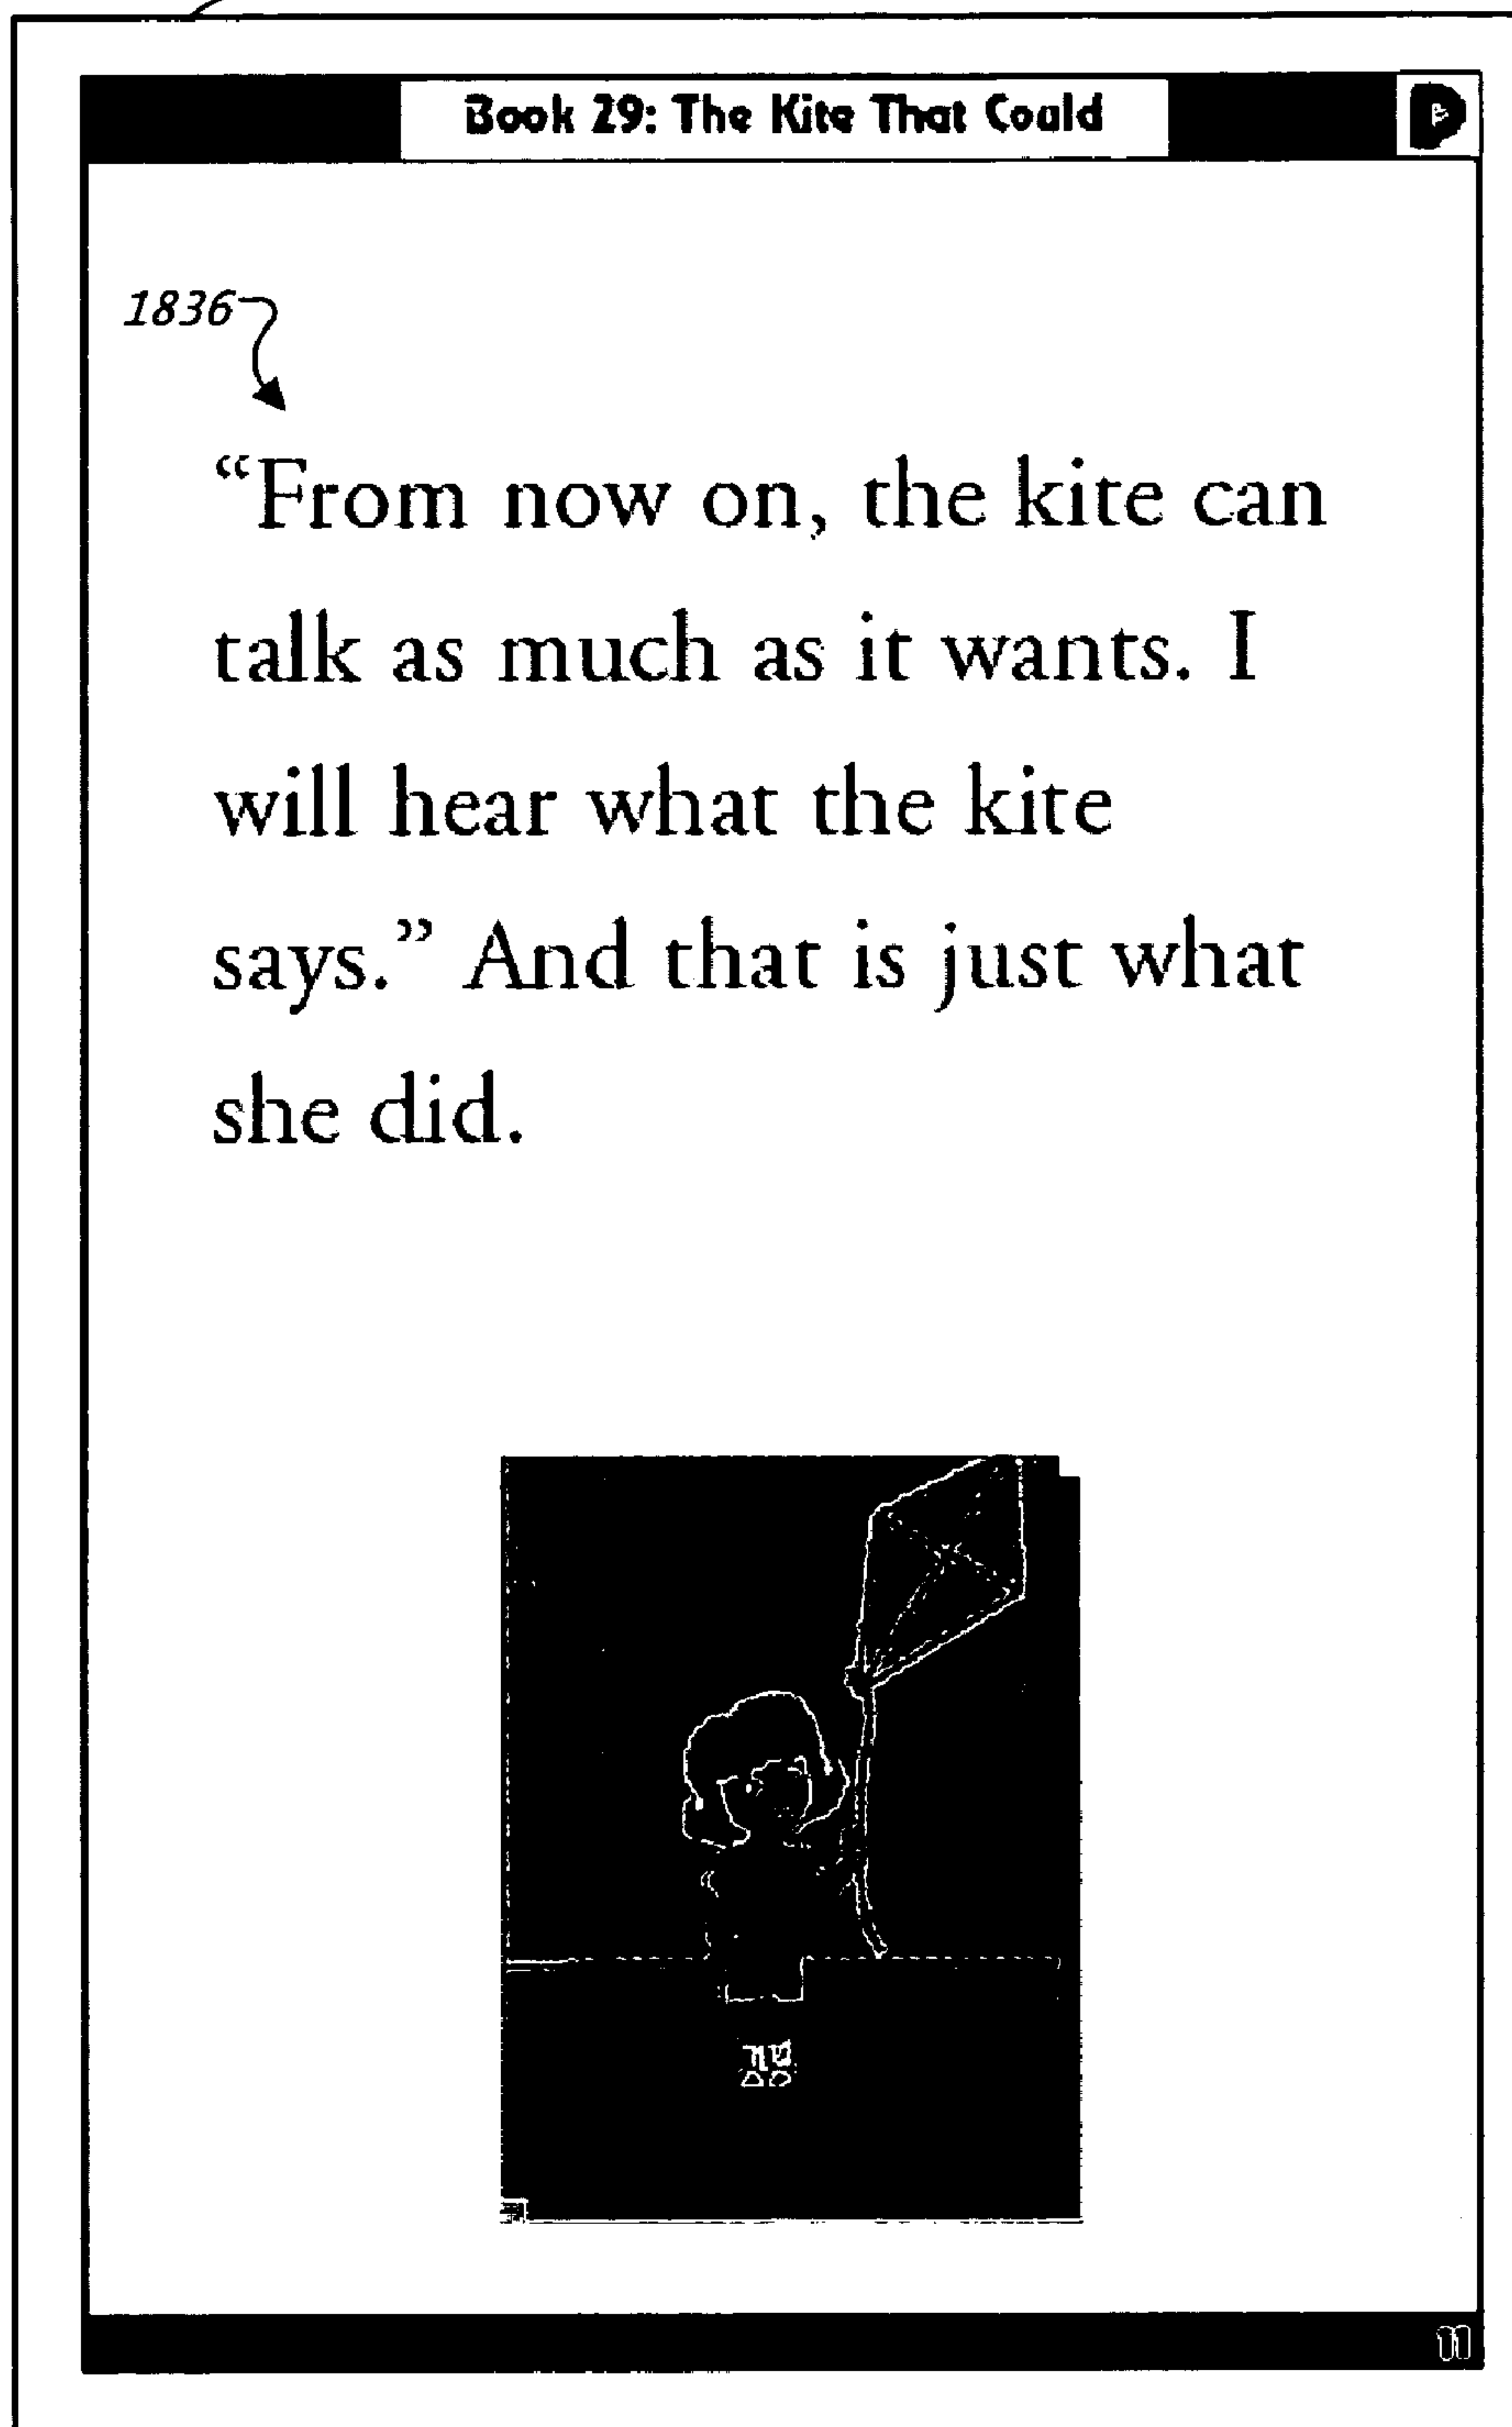 Book 29: The Kite That Could
1836
“From now on, the kite can
talk as much as it wants. I
will hear what the kite
says.” And that is just what
she did.
11